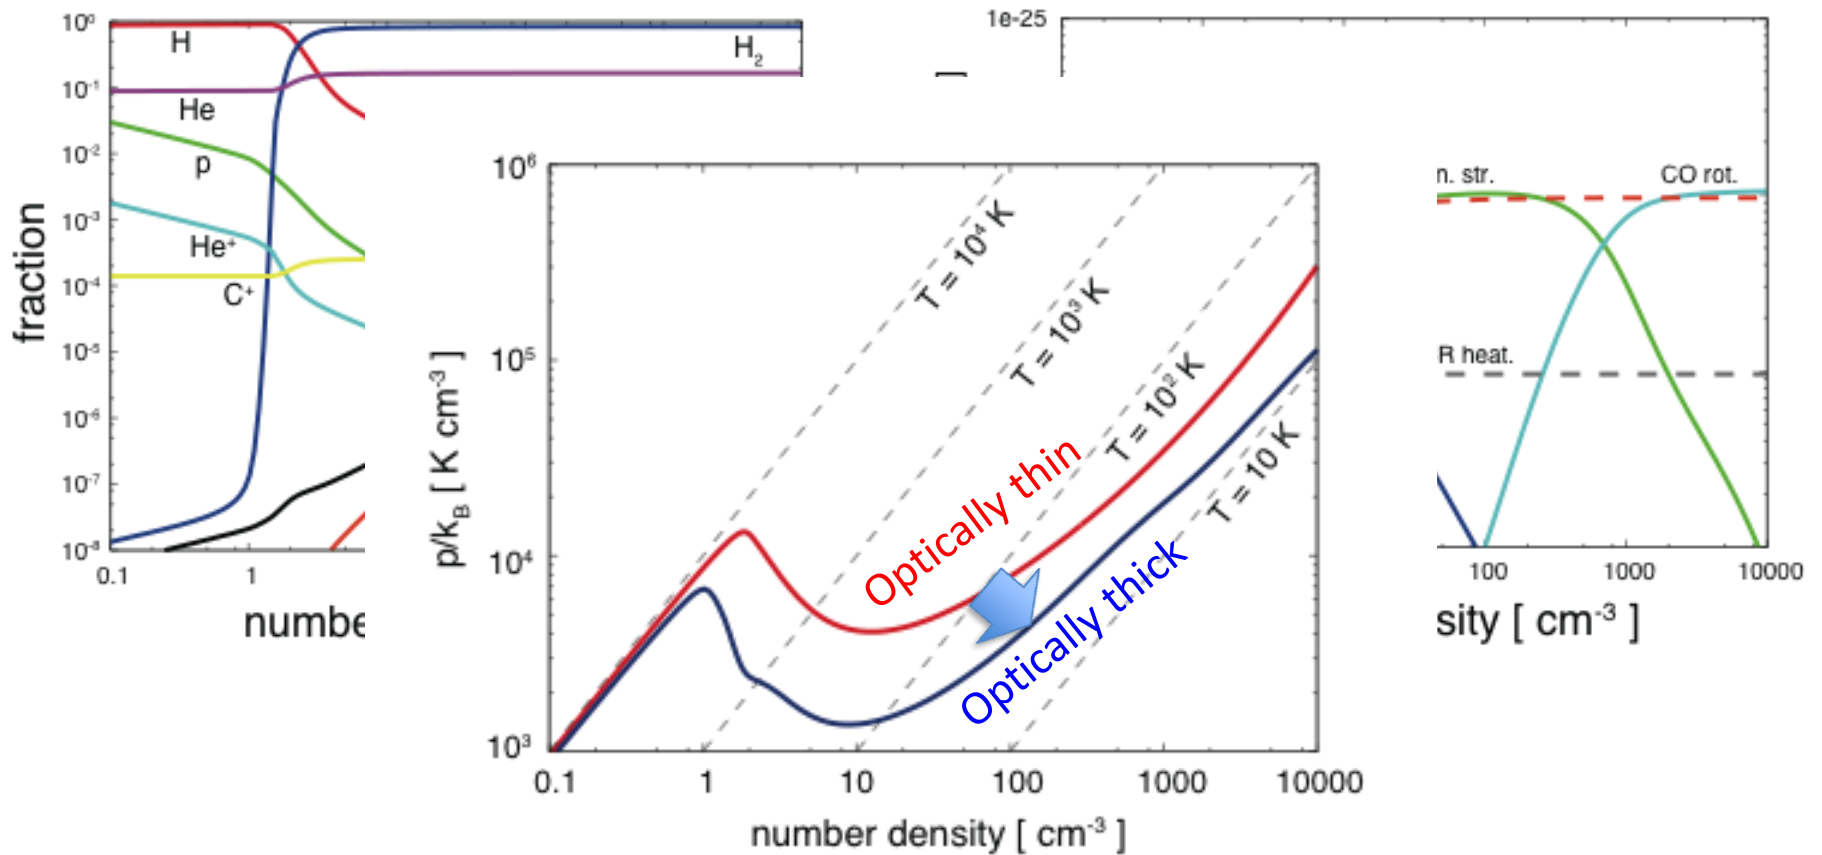 fraction
10⁰
10⁻¹
10⁻²
10⁻³
10⁻⁴
10⁻⁵
10⁻⁶
10⁻⁷
10⁻⁸
H
He
p
He⁺
C⁺
H₂
0.1
1
numbe
p/k_B [ K cm⁻³ ]
10⁶
10⁵
10⁴
10³
T = 10⁴ K
T = 10³ K
T = 10² K
T = 10 K
Optically thin
Optically thick
0.1
1
10
100
1000
10000
number density [ cm⁻³ ]
1e-25
]
n. str.
CO rot.
R heat.
100
1000
10000
sity [ cm⁻³ ]